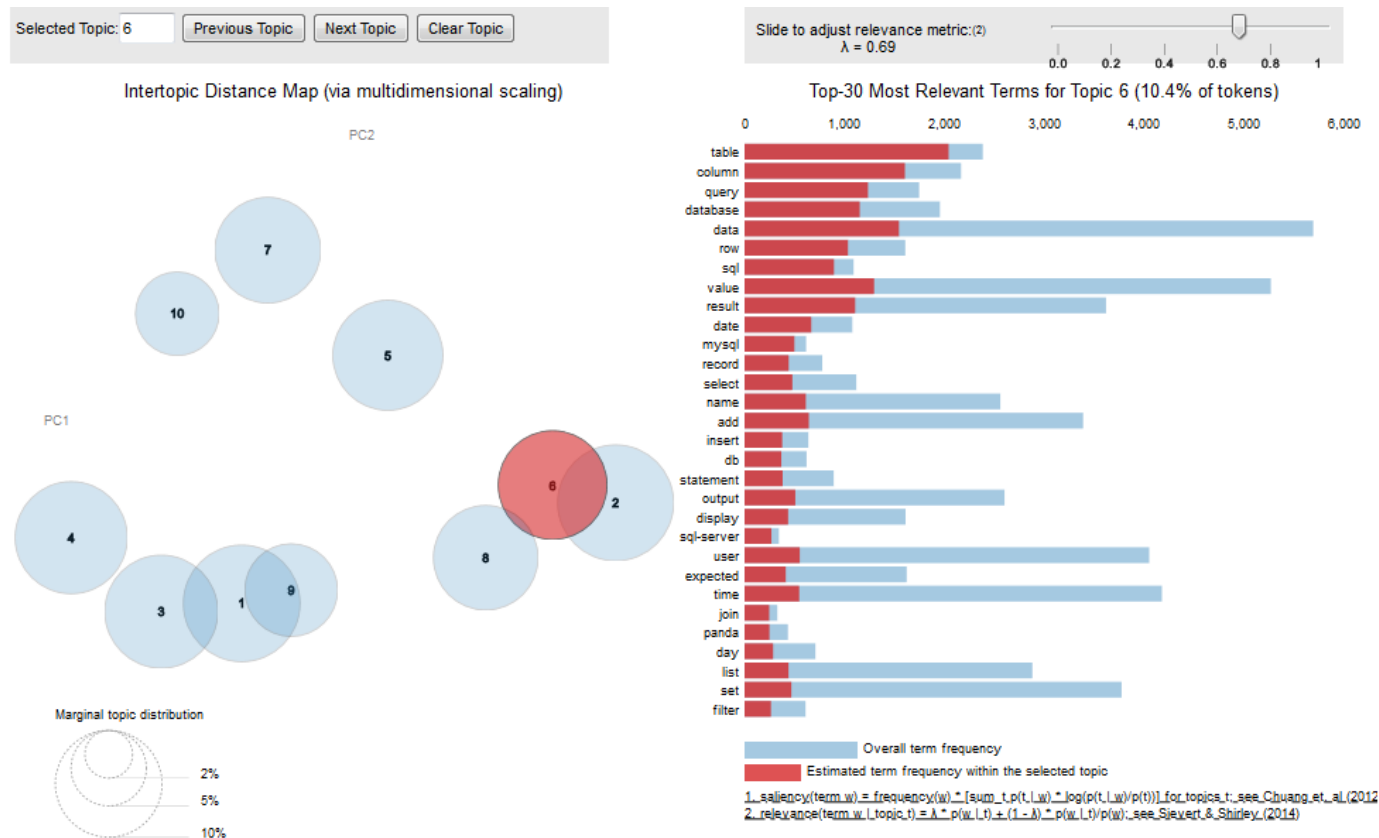 Selected Topic: 6 Previous Topic Next Topic Clear Topic
Slide to adjust relevance metric:(2)
λ = 0.69
0.0 0.2 0.4 0.6 0.8 1
Intertopic Distance Map (via multidimensional scaling)
PC2
PC1
7
10
5
6
2
4
8
9
1
3
Marginal topic distribution
2%
5%
10%
Top-30 Most Relevant Terms for Topic 6 (10.4% of tokens)
0 1,000 2,000 3,000 4,000 5,000 6,000
table
column
query
database
data
row
sql
value
result
date
mysql
record
select
name
add
insert
db
statement
output
display
sql-server
user
expected
time
join
panda
day
list
set
filter
Overall term frequency
Estimated term frequency within the selected topic
1. saliency(term w) = frequency(w) * [sum_t p(t | w) * log(p(t | w)/p(t))] for topics t; see Chuang et. al (2012
2. relevance(term w | topic t) = λ * p(w | t) + (1 - λ) * p(w | t)/p(w); see Sievert & Shirley (2014)